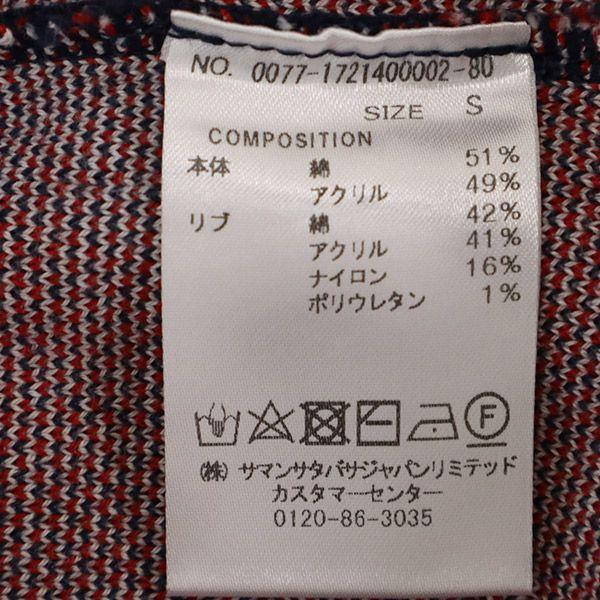 NO. 0077-1721400002-80
SIZE S
COMPOSITION
本体 綿 51%
アクリル 49%
リブ 綿 42%
アクリル 41%
ナイロン 16%
ポリウレタン 1%
F
(株) サマンサタバサジャパンリミテッド
カスタマーセンター
0120-86-3035